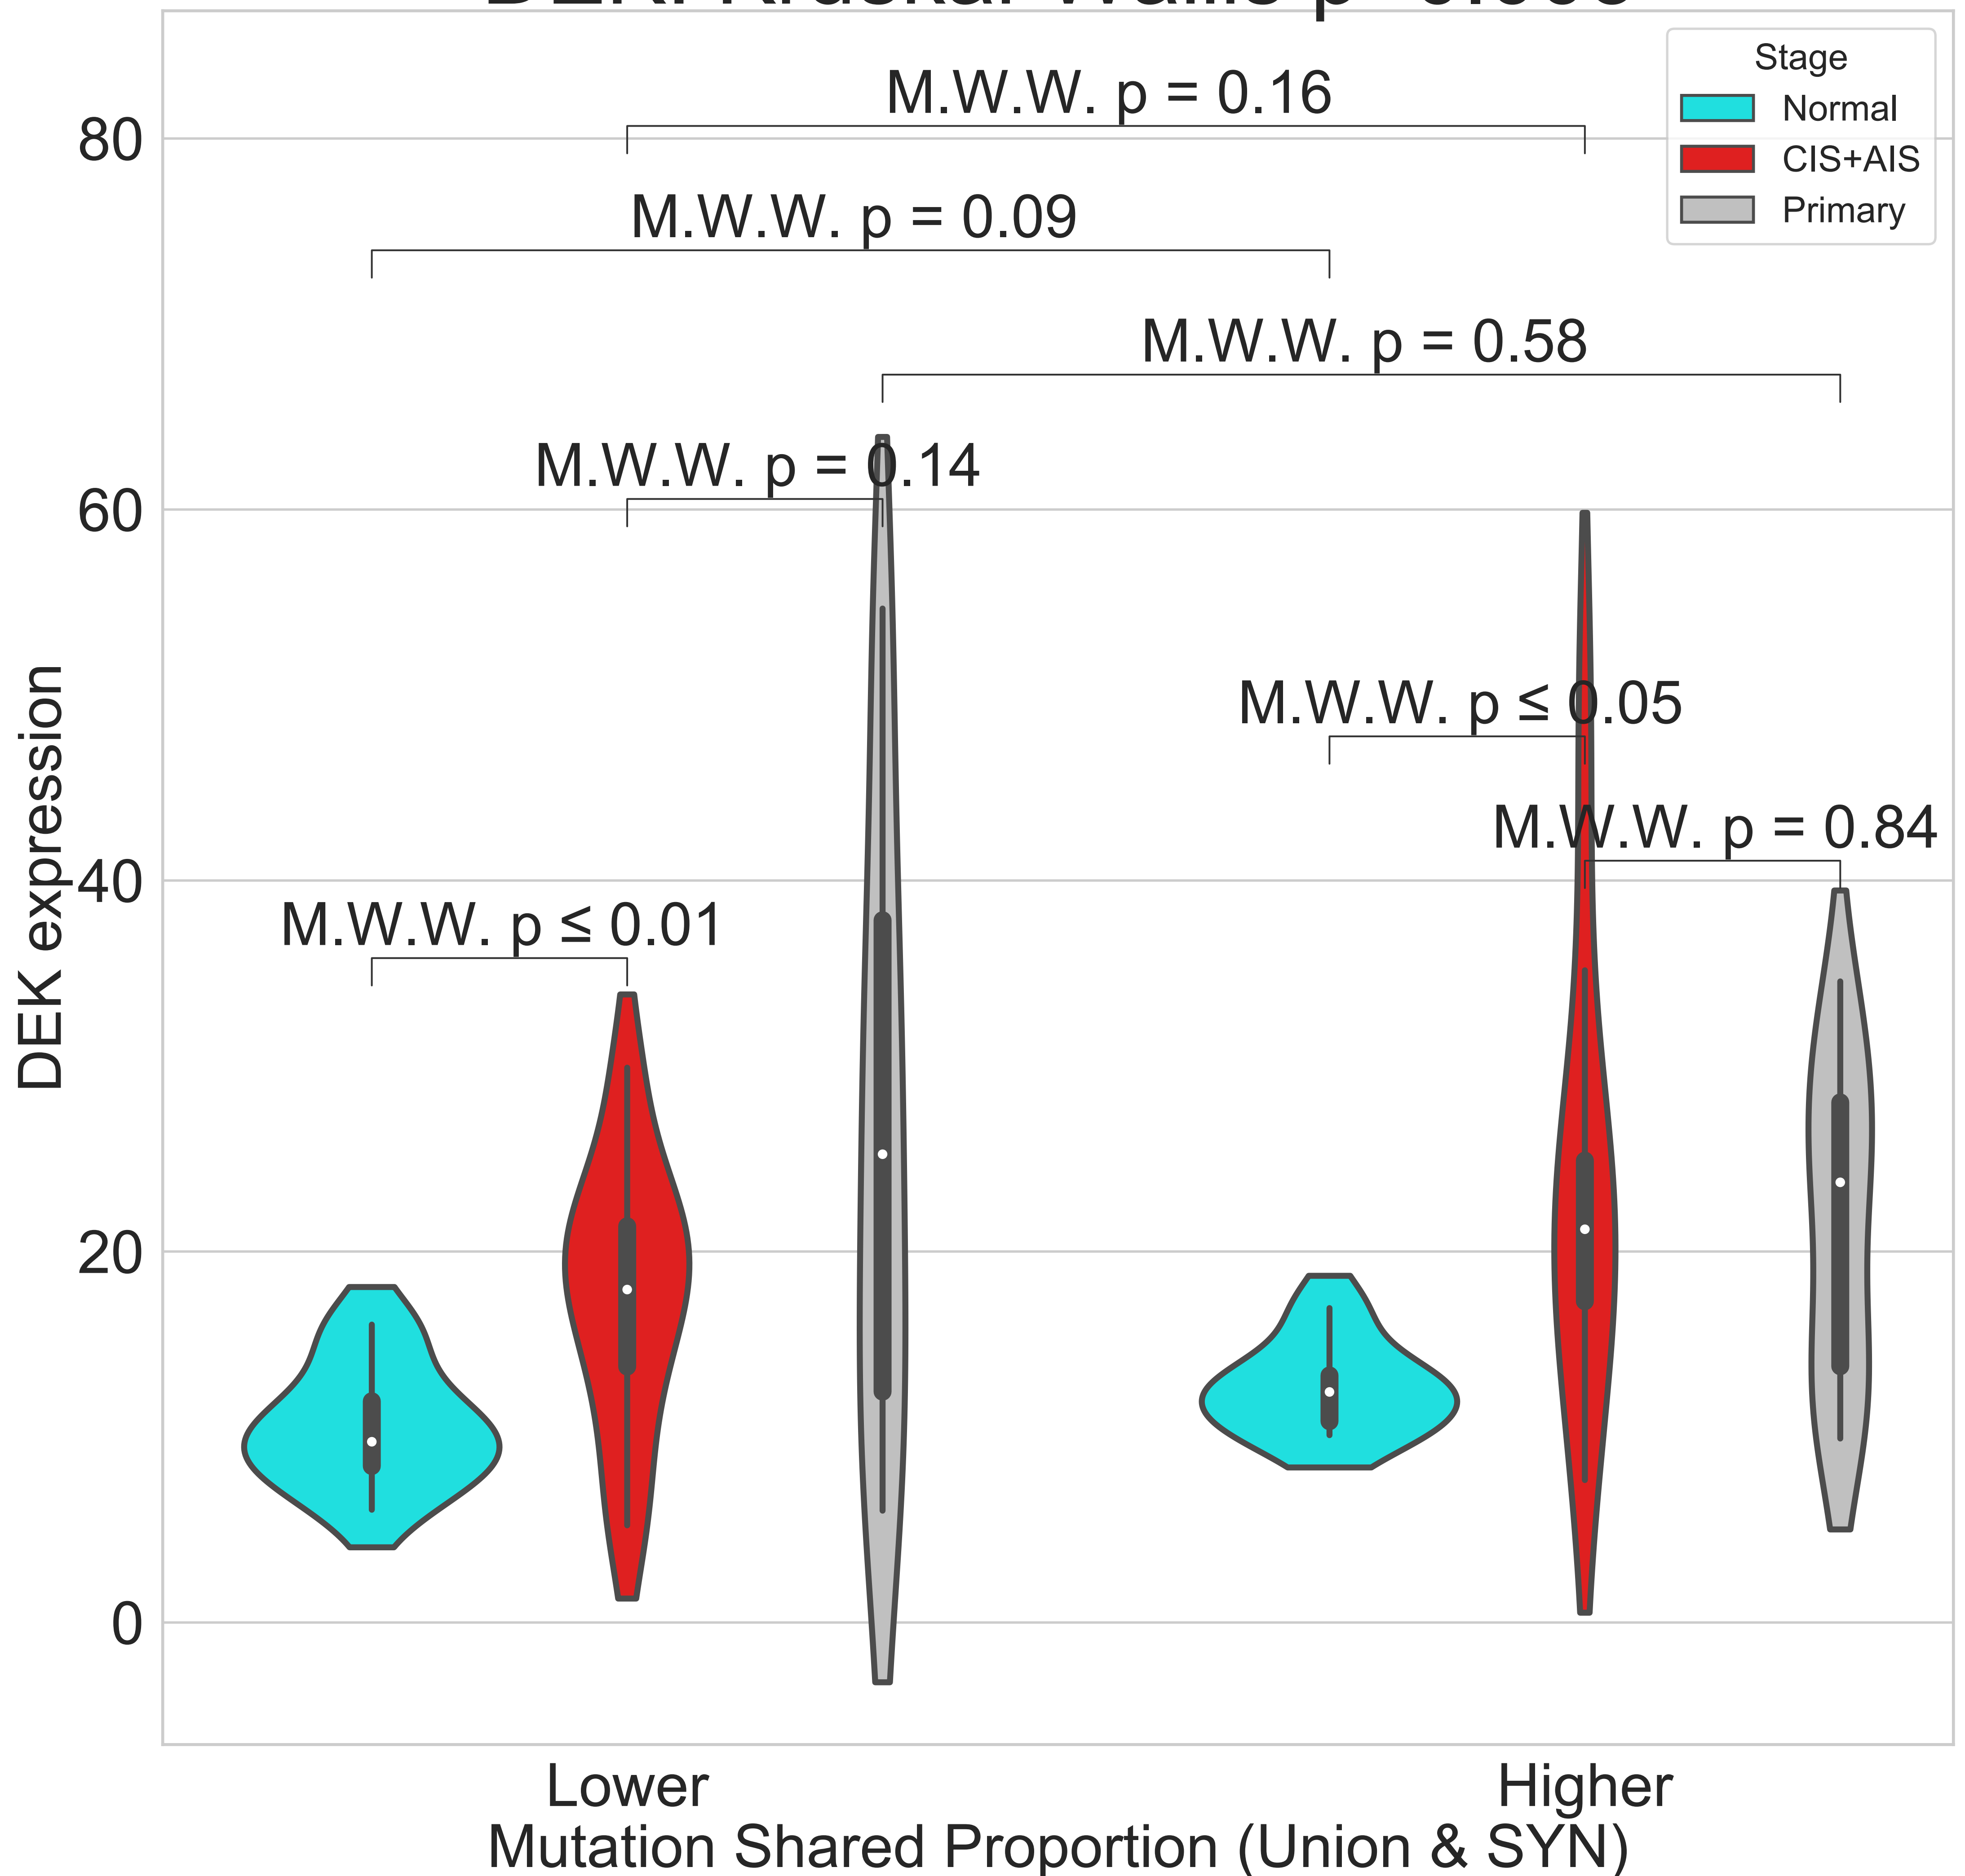 Stage
Normal
CIS+AIS
Primary
M.W.W. p = 0.16
80
M.W.W. p = 0.09
M.W.W. p = 0.58
M.W.W. p = 0.14
60
M.W.W. p ≤ 0.05
M.W.W. p = 0.84
40
M.W.W. p ≤ 0.01
DEK expression
20
0
Lower
Higher
Mutation Shared Proportion (Union & SYN)